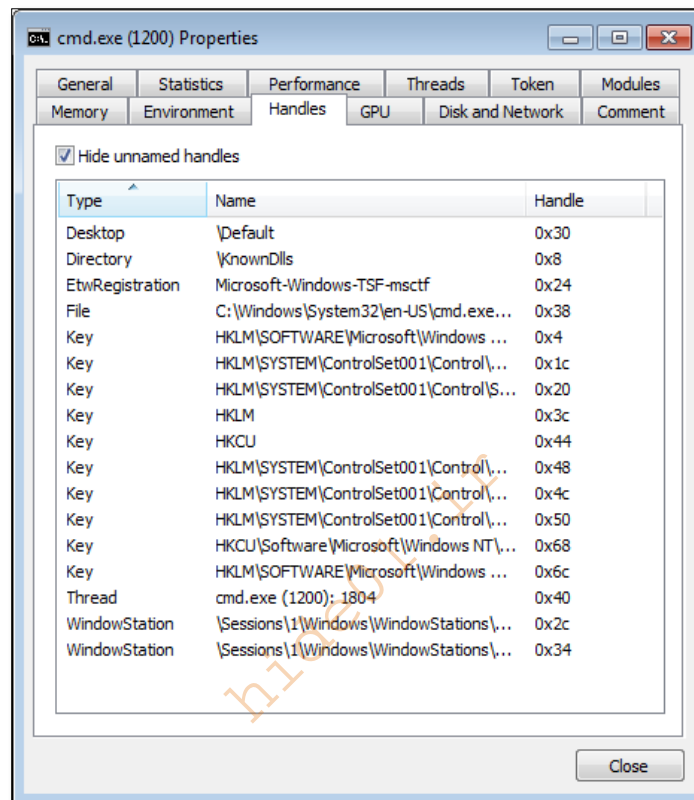 cmd.exe (1200) Properties
General Statistics Performance Threads Token Modules
Memory Environment Handles GPU Disk and Network Comment
Hide unnamed handles
Type Name Handle
Desktop \Default 0x30
Directory \KnownDlls 0x8
EtwRegistration Microsoft-Windows-TSF-msctf 0x24
File C:\Windows\System32\en-US\cmd.exe... 0x38
Key HKLM\SOFTWARE\Microsoft\Windows ... 0x4
Key HKLM\SYSTEM\ControlSet001\Control\... 0x1c
Key HKLM\SYSTEM\ControlSet001\Control\S... 0x20
Key HKLM 0x3c
Key HKCU 0x44
Key HKLM\SYSTEM\ControlSet001\Control\... 0x48
Key HKLM\SYSTEM\ControlSet001\Control\... 0x4c
Key HKLM\SYSTEM\ControlSet001\Control\... 0x50
Key HKCU\Software\Microsoft\Windows NT\... 0x68
Key HKLM\SOFTWARE\Microsoft\Windows ... 0x6c
Thread cmd.exe (1200): 1804 0x40
WindowStation \Sessions\1\Windows\WindowStations\... 0x2c
WindowStation \Sessions\1\Windows\WindowStations\... 0x34
hide01.ir
Close